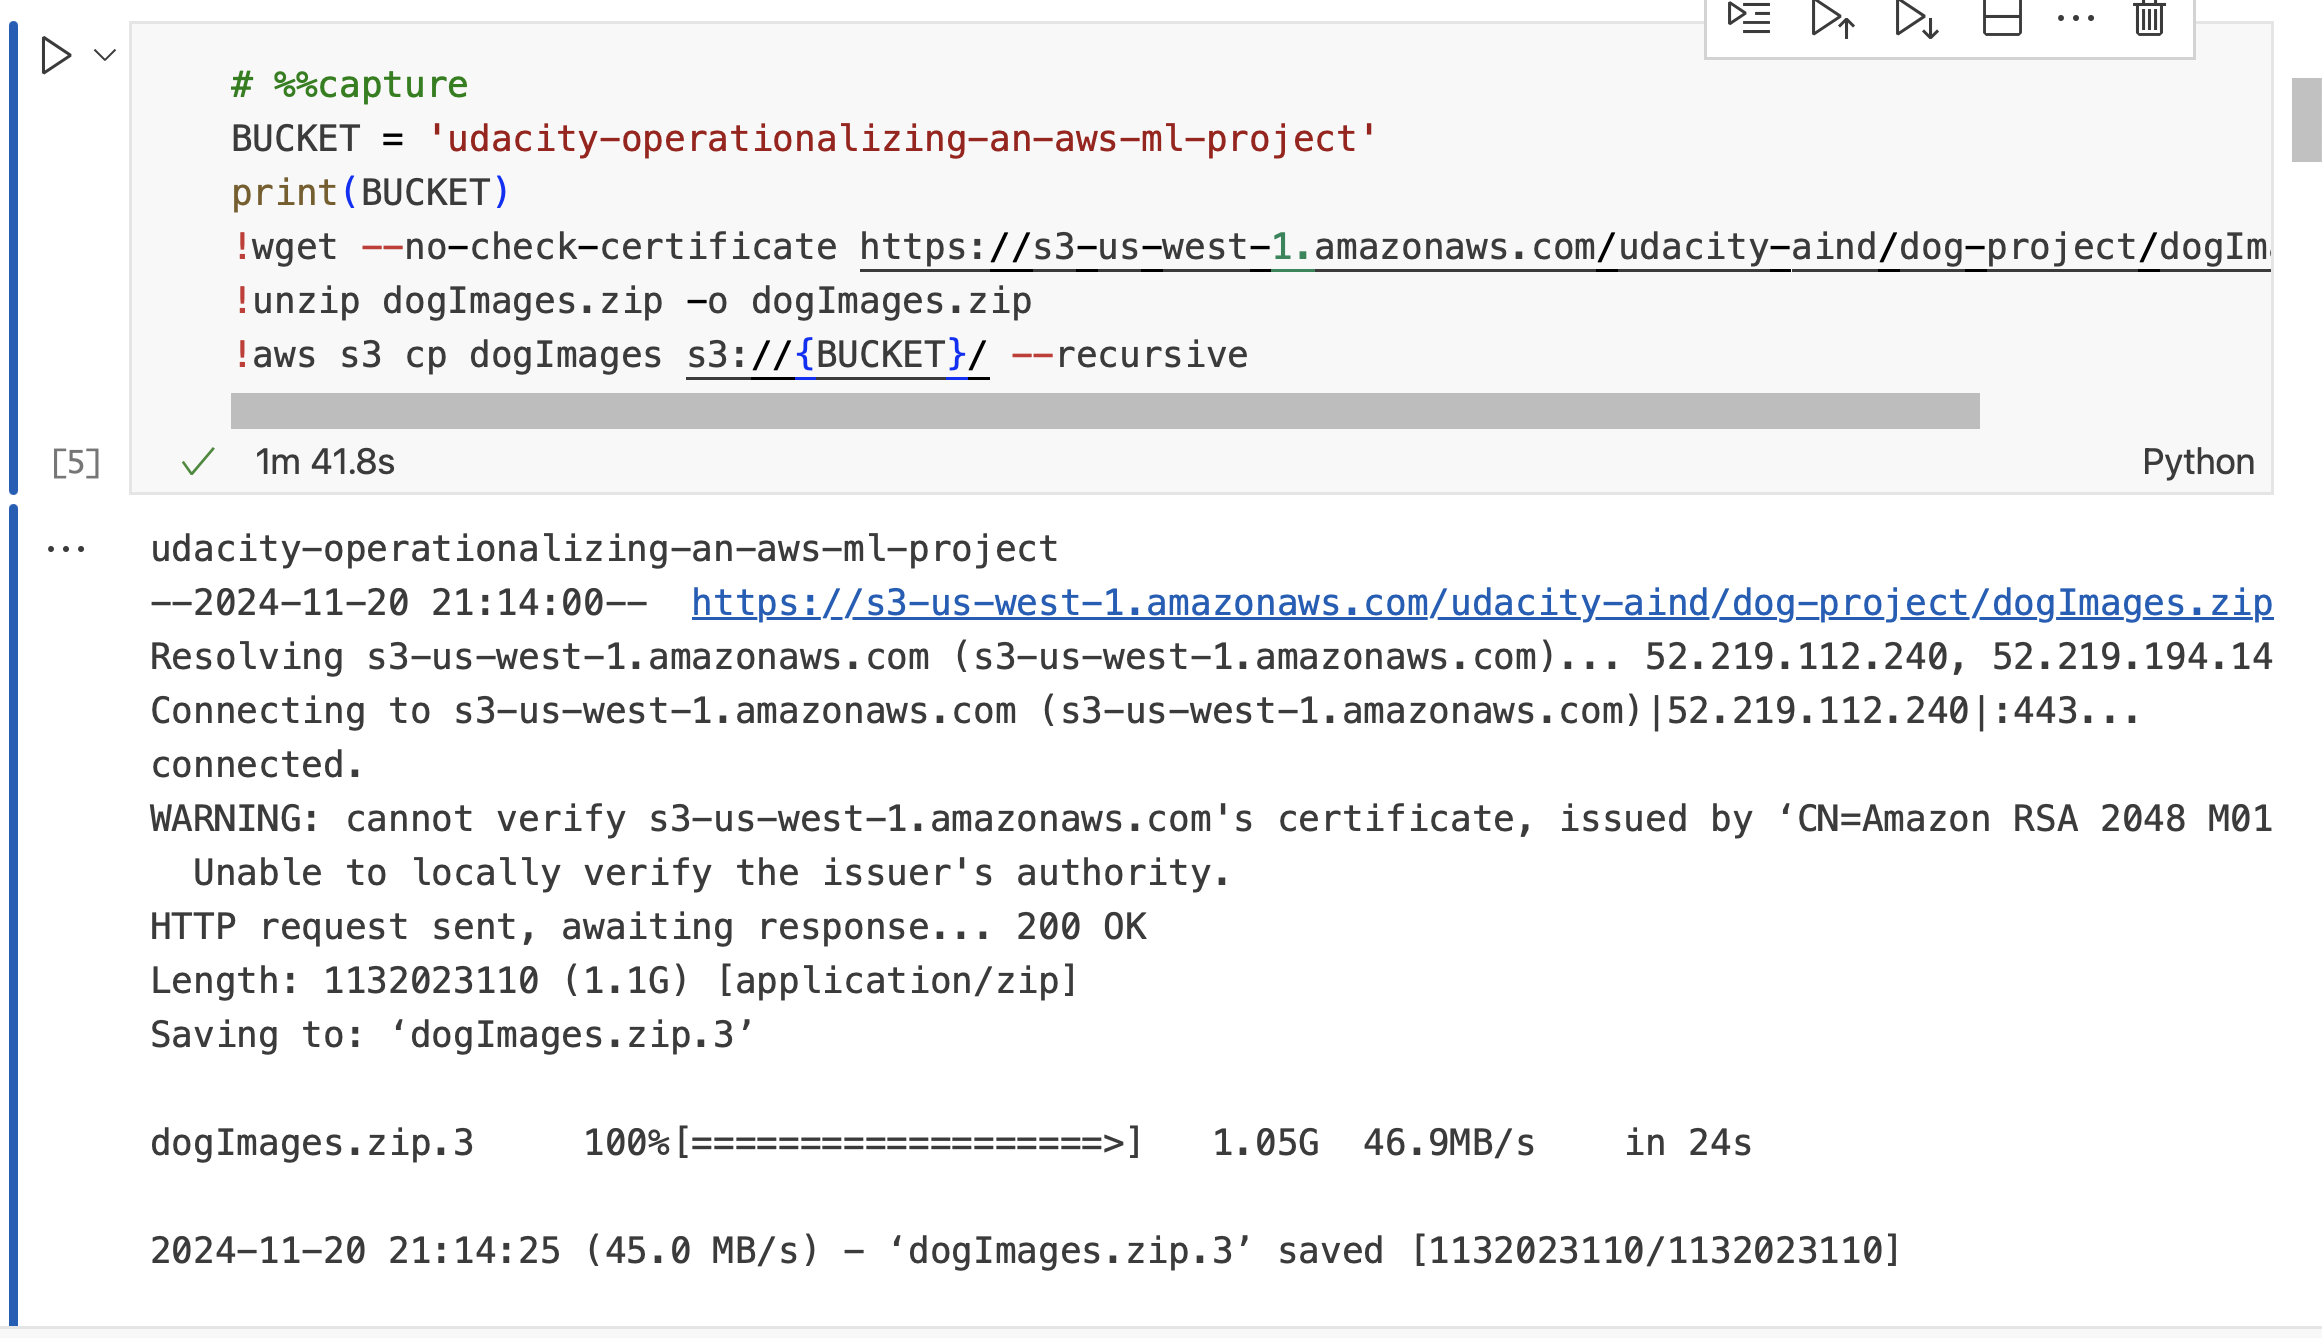 # %%capture
BUCKET = 'udacity-operationalizing-an-aws-ml-project'
print(BUCKET)
!wget --no-check-certificate https://s3-us-west-1.amazonaws.com/udacity-aind/dog-project/dogIm
!unzip dogImages.zip -o dogImages.zip
!aws s3 cp dogImages s3://{BUCKET}/ --recursive
[5]
1m 41.8s
Python
udacity-operationalizing-an-aws-ml-project
--2024-11-20 21:14:00--  https://s3-us-west-1.amazonaws.com/udacity-aind/dog-project/dogImages.zip
Resolving s3-us-west-1.amazonaws.com (s3-us-west-1.amazonaws.com)... 52.219.112.240, 52.219.194.14
Connecting to s3-us-west-1.amazonaws.com (s3-us-west-1.amazonaws.com)|52.219.112.240|:443...
connected.
WARNING: cannot verify s3-us-west-1.amazonaws.com's certificate, issued by ‘CN=Amazon RSA 2048 M01
  Unable to locally verify the issuer's authority.
HTTP request sent, awaiting response... 200 OK
Length: 1132023110 (1.1G) [application/zip]
Saving to: ‘dogImages.zip.3’
dogImages.zip.3     100%[===================>]   1.05G  46.9MB/s    in 24s
2024-11-20 21:14:25 (45.0 MB/s) - ‘dogImages.zip.3’ saved [1132023110/1132023110]